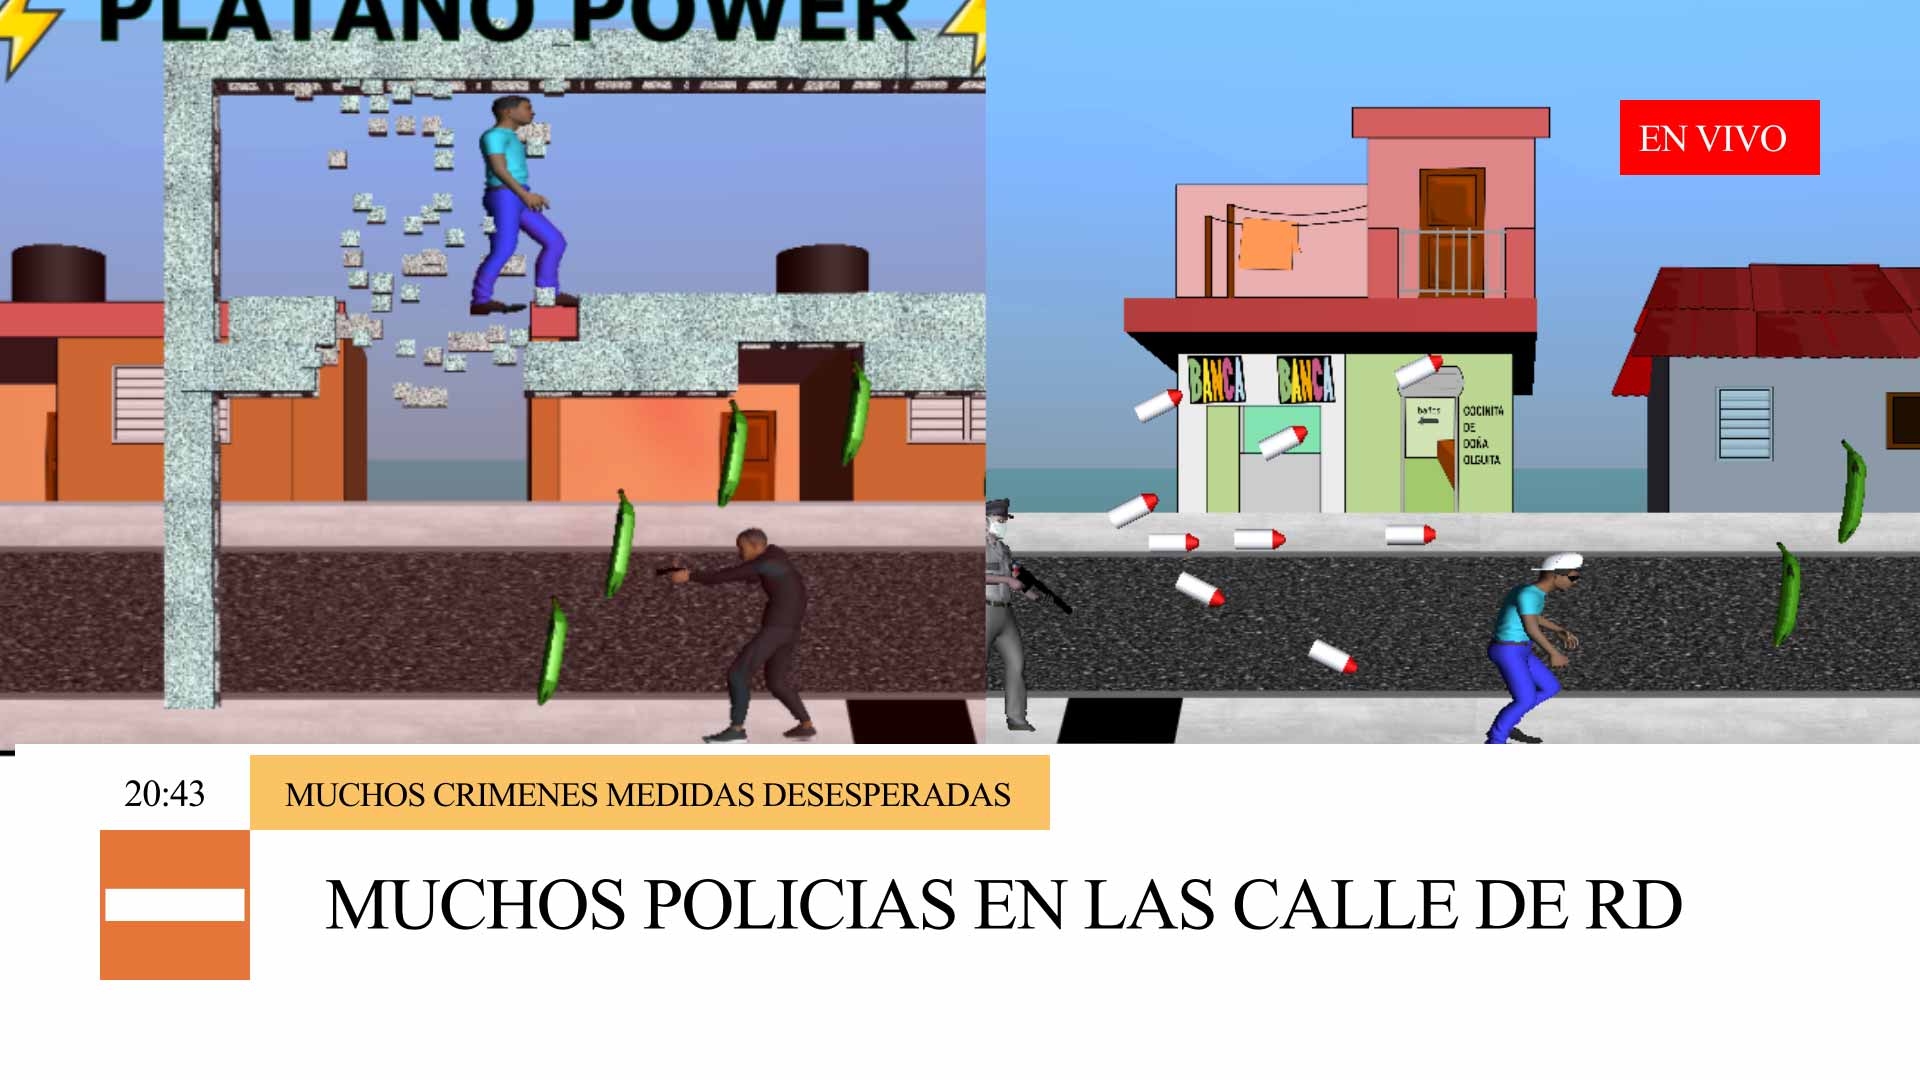 PLATANO POWER
EN VIVO
BANCA BANCA
baños
COCINITA
DE
DOÑA
OLGUITA
20:43
MUCHOS CRIMENES MEDIDAS DESESPERADAS
MUCHOS POLICIAS EN LAS CALLE DE RD